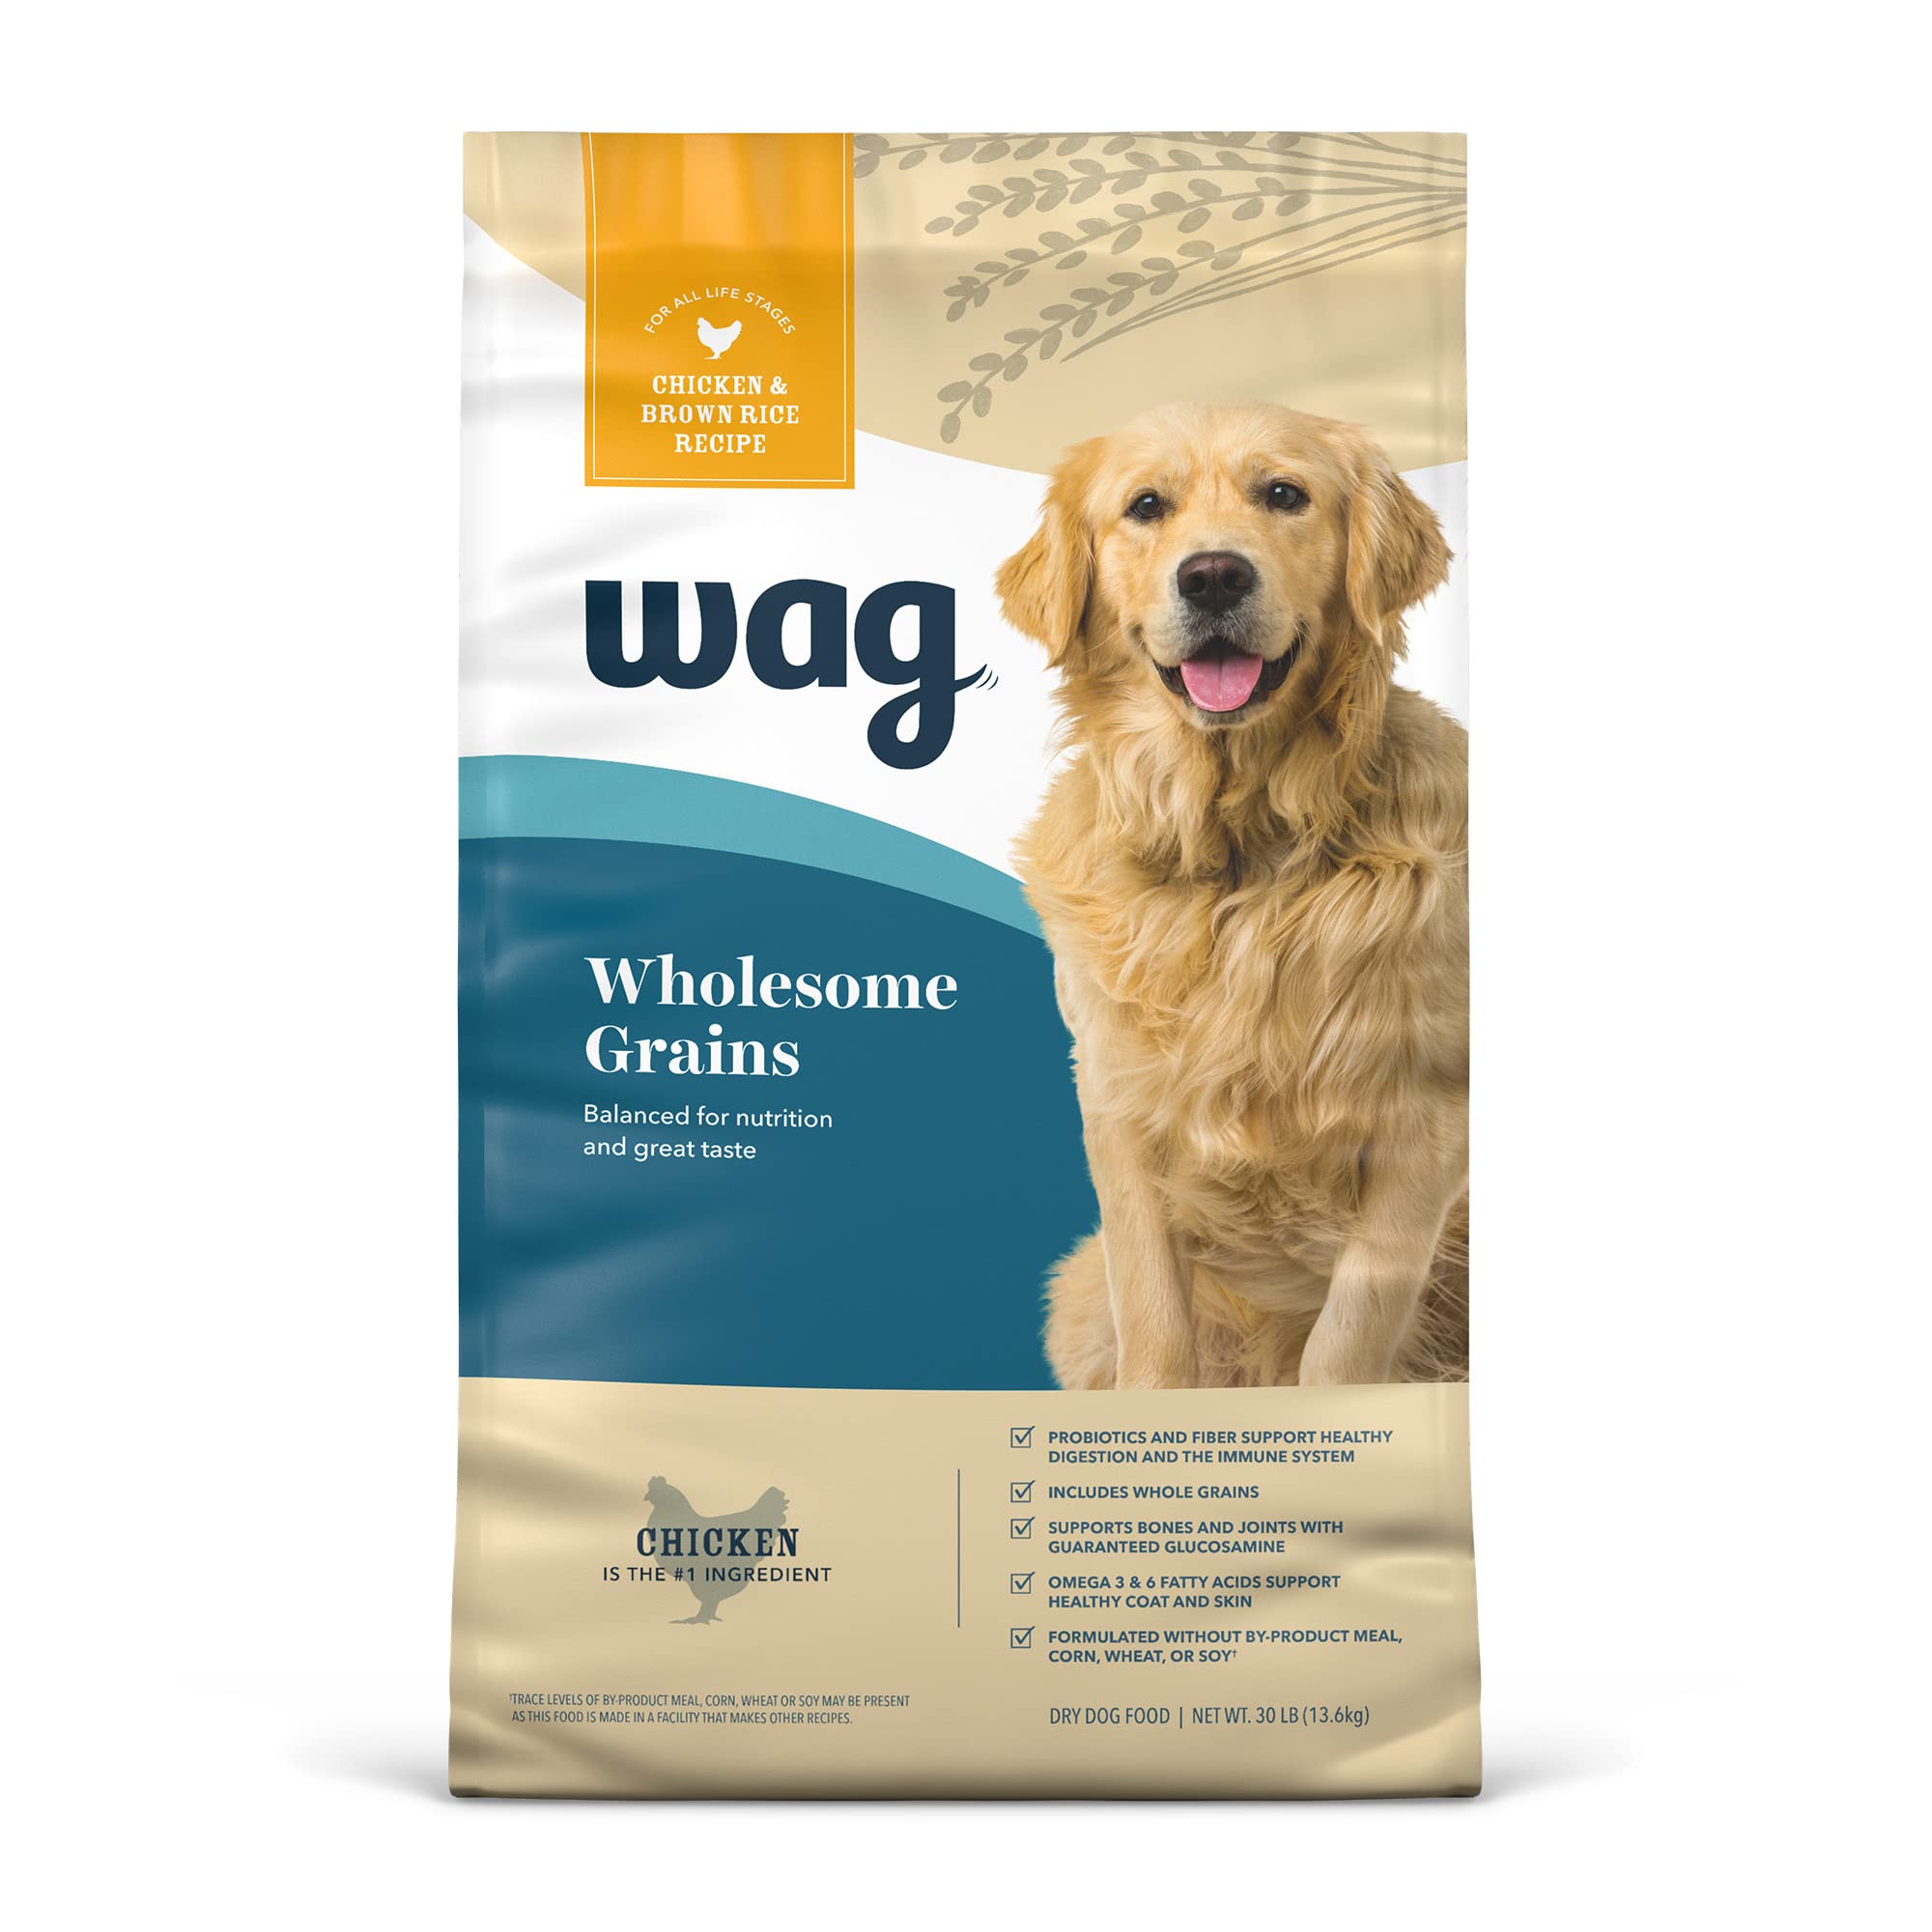 FOR ALL LIFE STAGES
CHICKEN &
BROWN RICE
RECIPE
wag
Wholesome
Grains
Balanced for nutrition
and great taste
CHICKEN
IS THE #1 INGREDIENT
PROBIOTICS AND FIBER SUPPORT HEALTHY
DIGESTION AND THE IMMUNE SYSTEM
INCLUDES WHOLE GRAINS
SUPPORTS BONES AND JOINTS WITH
GUARANTEED GLUCOSAMINE
OMEGA 3 & 6 FATTY ACIDS SUPPORT
HEALTHY COAT AND SKIN
FORMULATED WITHOUT BY-PRODUCT MEAL,
CORN, WHEAT, OR SOY†
†TRACE LEVELS OF BY-PRODUCT MEAL, CORN, WHEAT OR SOY MAY BE PRESENT
AS THIS FOOD IS MADE IN A FACILITY THAT MAKES OTHER RECIPES.
DRY DOG FOOD | NET WT. 30 LB (13.6kg)